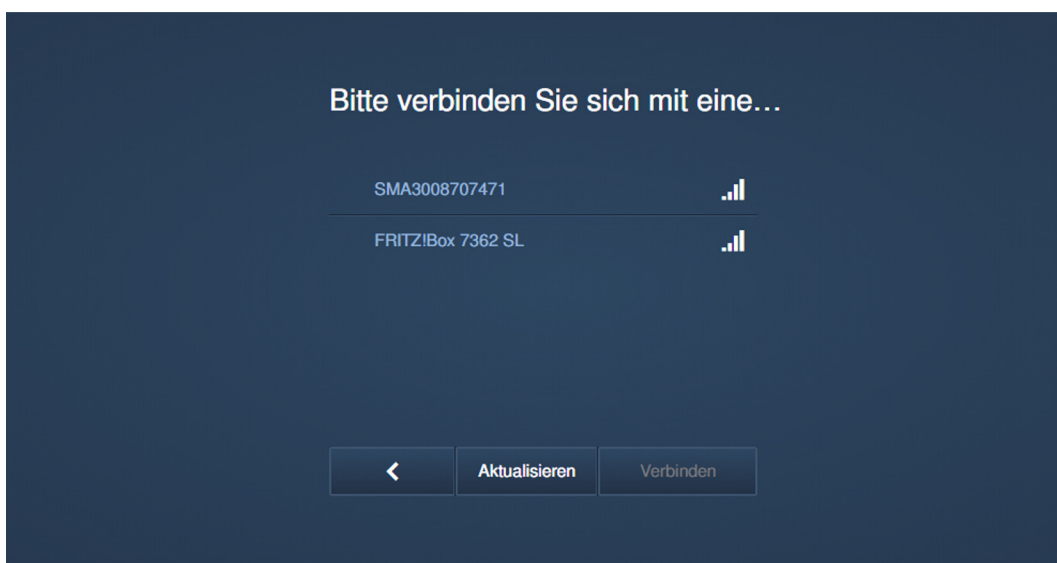 Bitte verbinden Sie sich mit eine...
SMA3008707471
FRITZ!Box 7362 SL
Aktualisieren
Verbinden